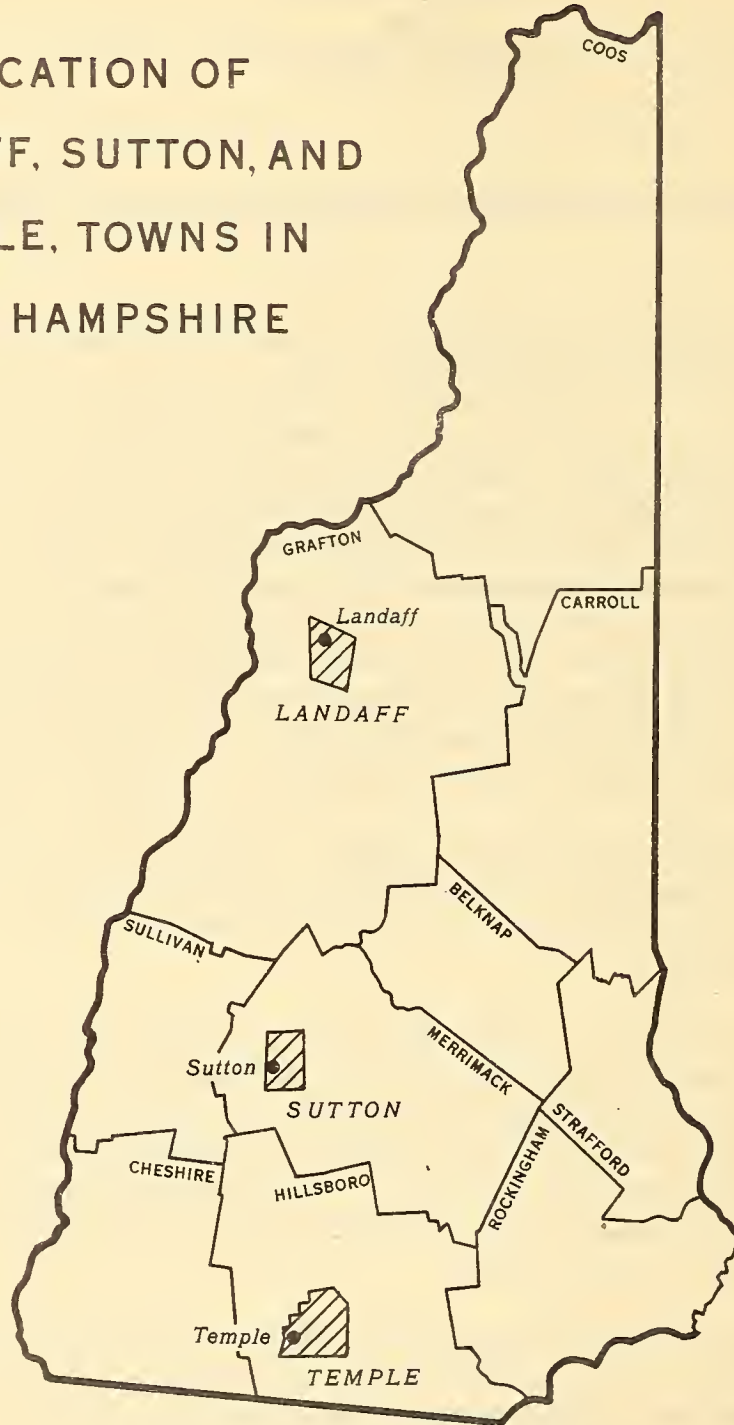 CATION OF
F, SUTTON, AND
LE, TOWNS IN
HAMPSHIRE
COOS
GRAFTON
CARROLL
Landaff
LANDAFF
BELKNAP
SULLIVAN
MERRIMACK
Sutton
SUTTON
STRAFFORD
ROCKINGHAM
CHESHIRE
HILLSBORO
Temple
TEMPLE